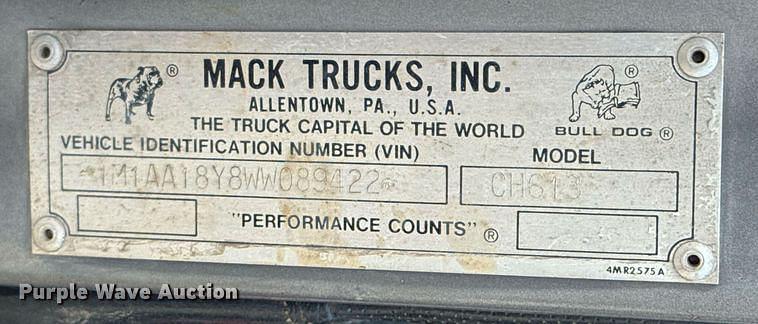 MACK TRUCKS, INC.
ALLENTOWN, PA., U.S.A.
THE TRUCK CAPITAL OF THE WORLD
BULL DOG ®
VEHICLE IDENTIFICATION NUMBER (VIN)
MODEL
1M1AA18Y8WW089422
CH613
"PERFORMANCE COUNTS" ®
4MR2575A
Purple Wave Auction